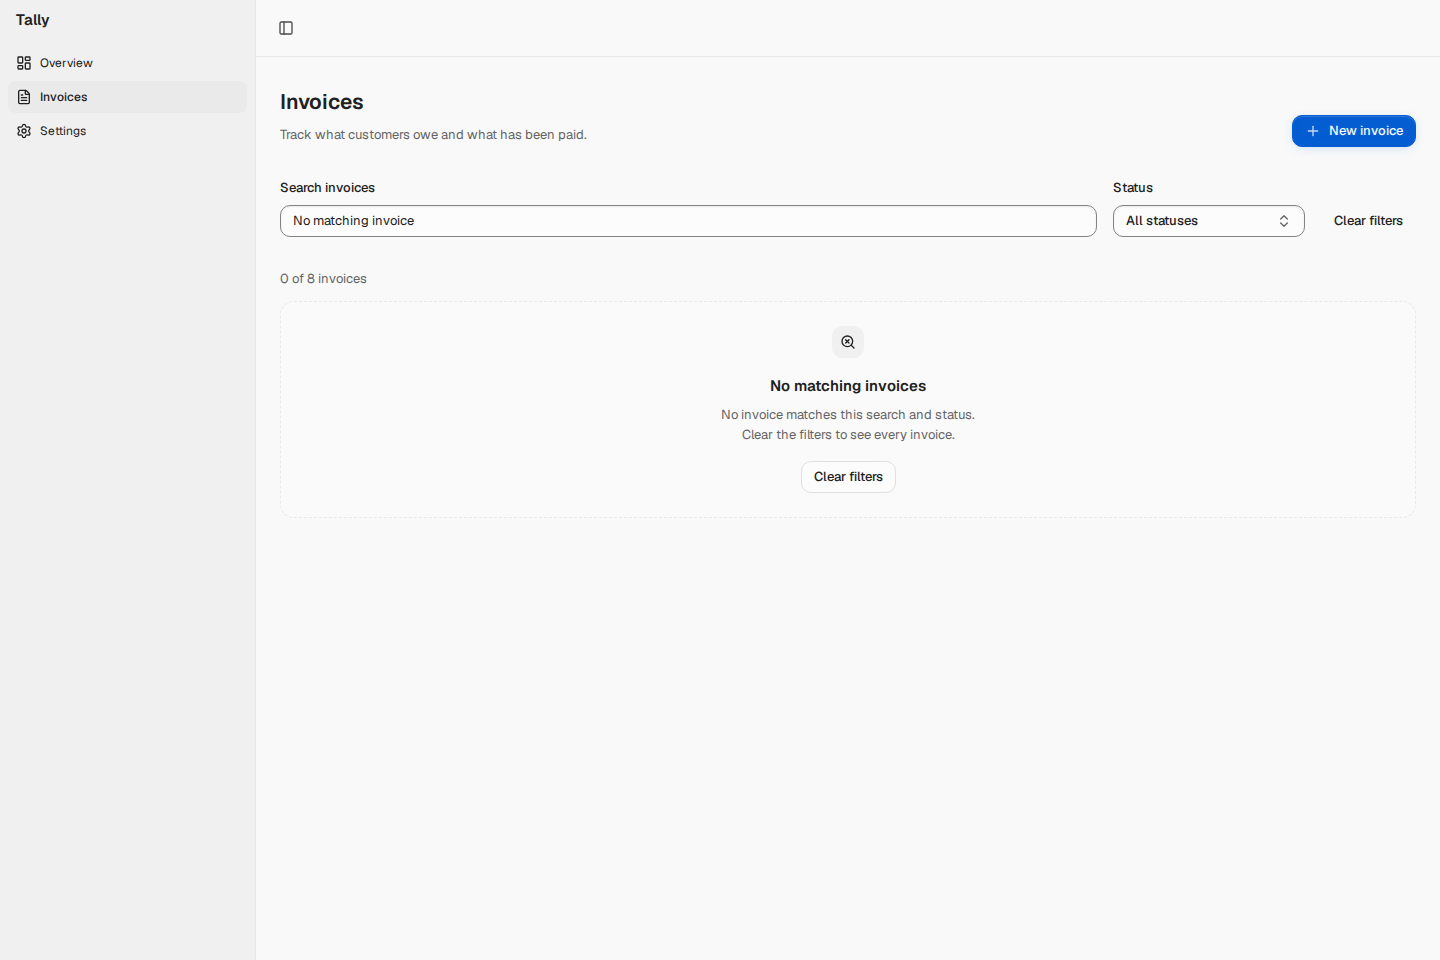 Tally
Overview
Invoices
Settings
Invoices
Track what customers owe and what has been paid.
New invoice
Search invoices
No matching invoice
Status
All statuses
Clear filters
0 of 8 invoices
No matching invoices
No invoice matches this search and status.
Clear the filters to see every invoice.
Clear filters